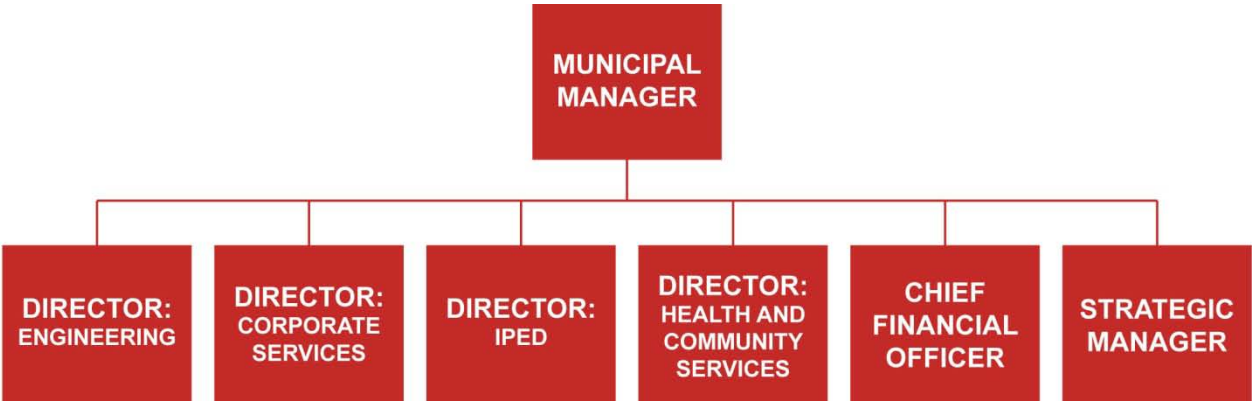 MUNICIPAL
MANAGER
DIRECTOR:
ENGINEERING
DIRECTOR:
CORPORATE
SERVICES
DIRECTOR:
IPED
DIRECTOR:
HEALTH AND
COMMUNITY
SERVICES
CHIEF
FINANCIAL
OFFICER
STRATEGIC
MANAGER